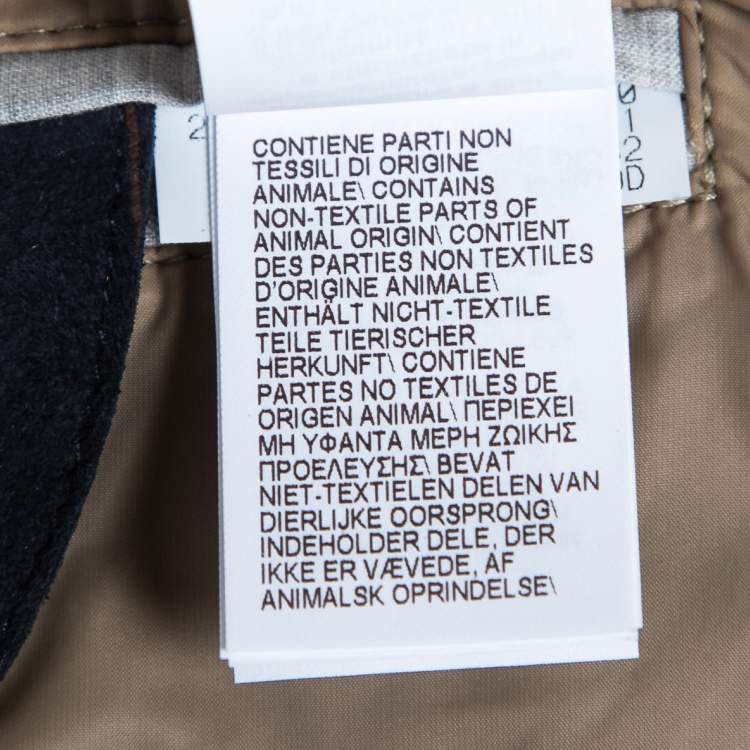 CONTIENE PARTI NON
TESSILI DI ORIGINE
ANIMALE\ CONTAINS
NON-TEXTILE PARTS OF
ANIMAL ORIGIN\ CONTIENT
DES PARTIES NON TEXTILES
D'ORIGINE ANIMALE\
ENTHÄLT NICHT-TEXTILE
TEILE TIERISCHER
HERKUNFT\ CONTIENE
PARTES NO TEXTILES DE
ORIGEN ANIMAL\ ΠΕΡΙΕΧΕΙ
ΜΗ ΥΦΑΝΤΑ ΜΕΡΗ ΖΩΙΚΗΣ
ΠΡΟΕΛΕΥΣΗΣ\ BEVAT
NIET-TEXTIELEN DELEN VAN
DIERLIJKE OORSPRONG\
INDEHOLDER DELE, DER
IKKE ER VÆVEDE, AF
ANIMALSK OPRINDELSE\